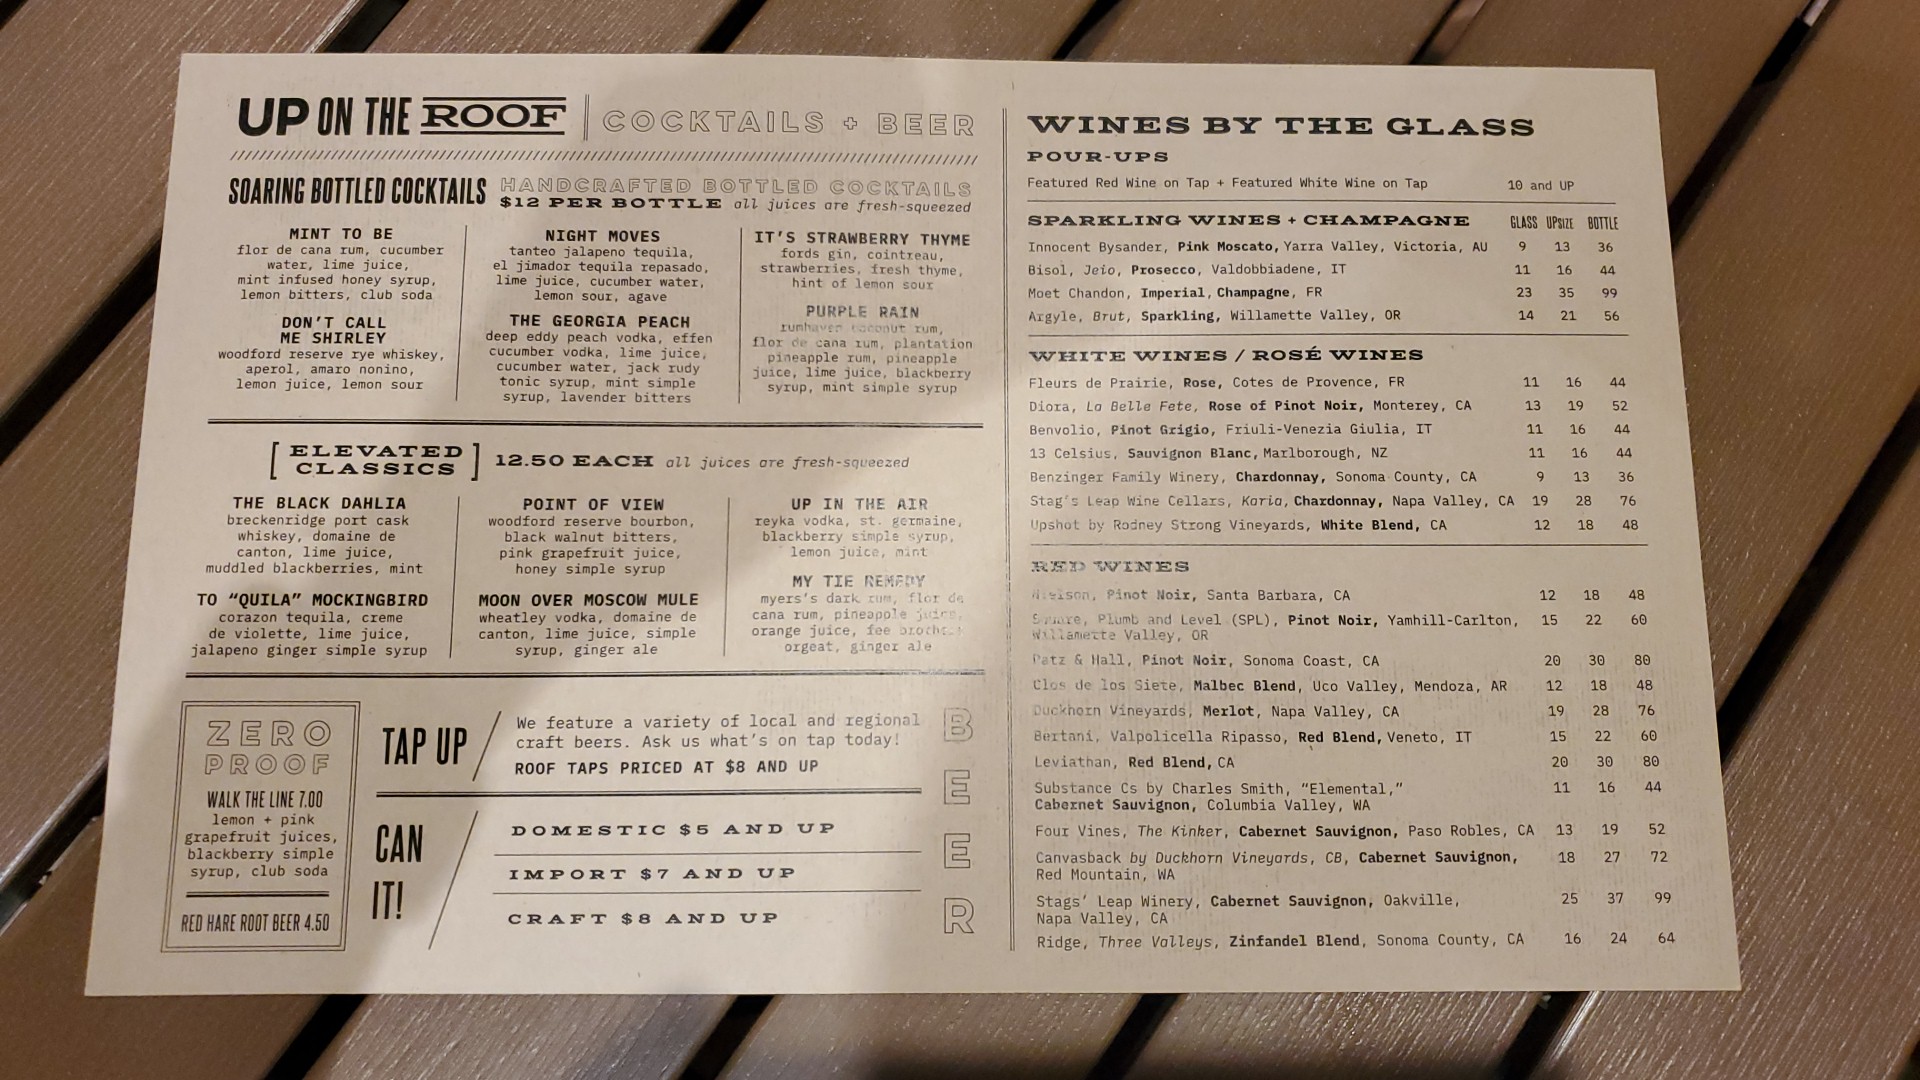 UP ON THE ROOF | COCKTAILS + BEER
SOARING BOTTLED COCKTAILS
HANDCRAFTED BOTTLED COCKTAILS
$12 PER BOTTLE all juices are fresh-squeezed
MINT TO BE
flor de cana rum, cucumber
water, lime juice,
mint infused honey syrup,
lemon bitters, club soda
DON'T CALL
ME SHIRLEY
woodford reserve rye whiskey,
aperol, amaro nonino,
lemon juice, lemon sour
NIGHT MOVES
tanteo jalapeno tequila,
el jimador tequila repasado,
lime juice, cucumber water,
lemon sour, agave
THE GEORGIA PEACH
deep eddy peach vodka, effen
cucumber vodka, lime juice,
cucumber water, jack rudy
tonic syrup, mint simple
syrup, lavender bitters
IT'S STRAWBERRY THYME
fords gin, cointreau,
strawberries, fresh thyme,
hint of lemon sour
PURPLE RAIN
rumhaven coconut rum,
flor de cana rum, plantation
pineapple rum, pineapple
juice, lime juice, blackberry
syrup, mint simple syrup
[ELEVATED
CLASSICS]
12.50 EACH all juices are fresh-squeezed
THE BLACK DAHLIA
breckenridge port cask
whiskey, domaine de
canton, lime juice,
muddled blackberries, mint
TO "QUILA" MOCKINGBIRD
corazon tequila, creme
de violette, lime juice,
jalapeno ginger simple syrup
POINT OF VIEW
woodford reserve bourbon,
black walnut bitters,
pink grapefruit juice,
honey simple syrup
MOON OVER MOSCOW MULE
wheatley vodka, domaine de
canton, lime juice, simple
syrup, ginger ale
UP IN THE AIR
reyka vodka, st. germaine,
blackberry simple syrup,
lemon juice, mint
MY TIE REMEDY
myers's dark rum, flor de
cana rum, pineapple juice,
orange juice, fee
orgeat, ginger ale
ZERO
PROOF
WALK THE LINE 7.00
lemon + pink
grapefruit juices,
blackberry simple
syrup, club soda
RED HARE ROOT BEER 4.50
TAP UP
We feature a variety of local and regional
craft beers. Ask us what's on tap today!
ROOF TAPS PRICED AT $8 AND UP
CAN
IT!
DOMESTIC $5 AND UP
IMPORT $7 AND UP
CRAFT $8 AND UP
BEER
WINES BY THE GLASS
POUR-UPS
Featured Red Wine on Tap + Featured White Wine on Tap 10 and UP
SPARKLING WINES + CHAMPAGNE GLASS UPSIZE BOTTLE
Innocent Bysander, Pink Moscato, Yarra Valley, Victoria, AU 9 13 36
Bisol, Jeio, Prosecco, Valdobbiadene, IT 11 16 44
Moet Chandon, Imperial, Champagne, FR 23 35 99
Argyle, Brut, Sparkling, Willamette Valley, OR 14 21 56
WHITE WINES / ROSÉ WINES
Fleurs de Prairie, Rose, Cotes de Provence, FR 11 16 44
Diora, La Belle Fete, Rose of Pinot Noir, Monterey, CA 13 19 52
Benvolio, Pinot Grigio, Friuli-Venezia Giulia, IT 11 16 44
13 Celsius, Sauvignon Blanc, Marlborough, NZ 11 16 44
Benzinger Family Winery, Chardonnay, Sonoma County, CA 9 13 36
Stag's Leap Wine Cellars, Karia, Chardonnay, Napa Valley, CA 19 28 76
Upshot by Rodney Strong Vineyards, White Blend, CA 12 18 48
RED WINES
Nielson, Pinot Noir, Santa Barbara, CA 12 18 48
Square, Plumb and Level (SPL), Pinot Noir, Yamhill-Carlton, 15 22 60
Willamette Valley, OR
Patz & Hall, Pinot Noir, Sonoma Coast, CA 20 30 80
Clos de los Siete, Malbec Blend, Uco Valley, Mendoza, AR 12 18 48
Duckhorn Vineyards, Merlot, Napa Valley, CA 19 28 76
Bertani, Valpolicella Ripasso, Red Blend, Veneto, IT 15 22 60
Leviathan, Red Blend, CA 20 30 80
Substance Cs by Charles Smith, "Elemental," 11 16 44
Cabernet Sauvignon, Columbia Valley, WA
Four Vines, The Kinker, Cabernet Sauvignon, Paso Robles, CA 13 19 52
Canvasback by Duckhorn Vineyards, CB, Cabernet Sauvignon, 18 27 72
Red Mountain, WA
Stags' Leap Winery, Cabernet Sauvignon, Oakville, 25 37 99
Napa Valley, CA
Ridge, Three Valleys, Zinfandel Blend, Sonoma County, CA 16 24 64